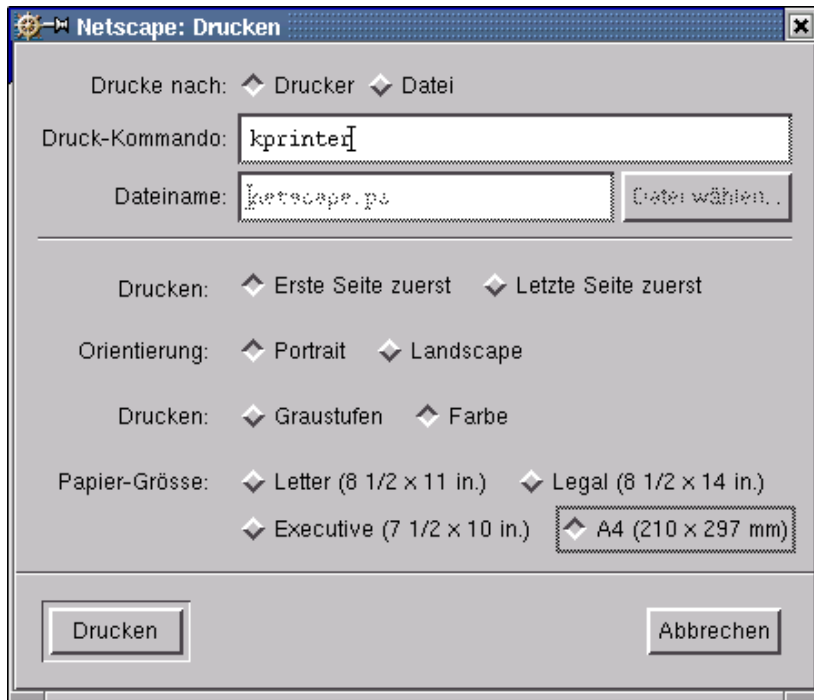 Netscape: Drucken
Drucke nach: Drucker Datei
Druck-Kommando: kprinter
Dateiname: netscape.ps Datei wählen..
Drucken: Erste Seite zuerst Letzte Seite zuerst
Orientierung: Portrait Landscape
Drucken: Graustufen Farbe
Papier-Grösse: Letter (8 1/2 x 11 in.) Legal (8 1/2 x 14 in.)
Executive (7 1/2 x 10 in.) A4 (210 x 297 mm)
Drucken Abbrechen